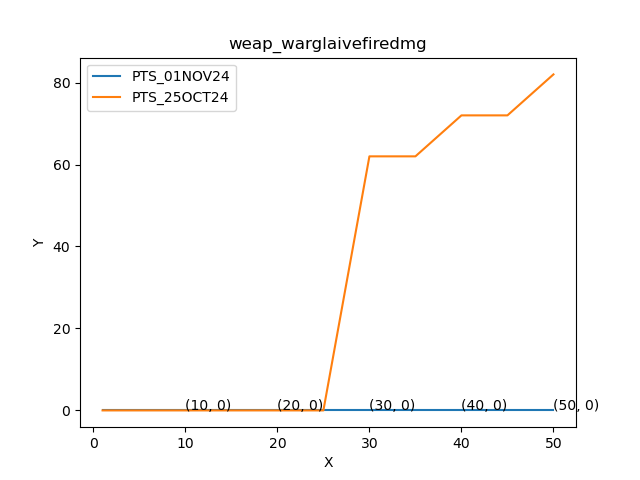 weap_warglaivefiredmg
PTS_01NOV24
PTS_25OCT24
80
60
40
20
0
Y
(10, 0) (20, 0) (30, 0) (40, 0) (50, 0)
0 10 20 30 40 50
X